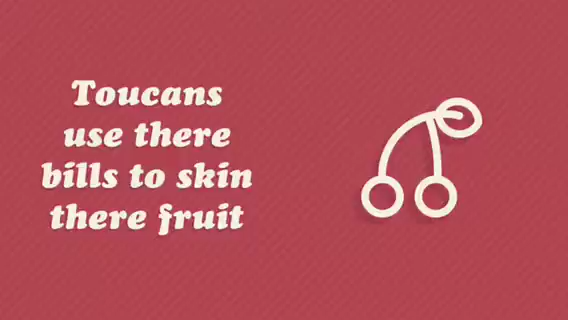 Toucans
use there
bills to skin
there fruit